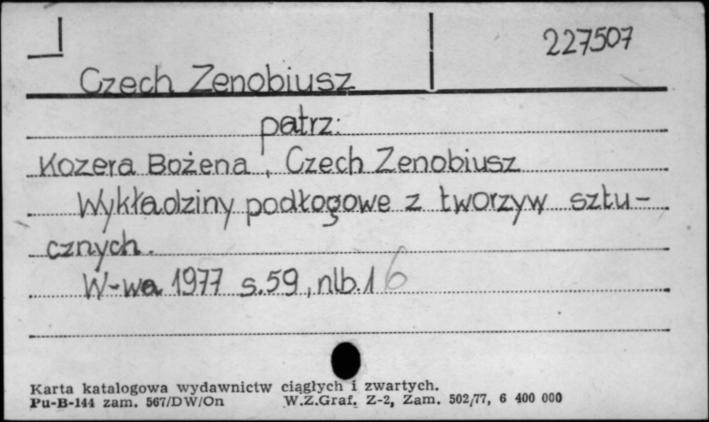 227507
Czech Zenobiusz
patrz:
Kozera Bożena, Czech Zenobiusz
Wykładziny podłogowe z tworzyw sztu-
cznych.
W-wa 1977 s.59, nlb.1 6
Karta katalogowa wydawnictw ciągłych i zwartych.
Pu-B-144 zam. 567/DW/On W.Z.Graf. Z-2, Zam. 502/77, 6 400 000